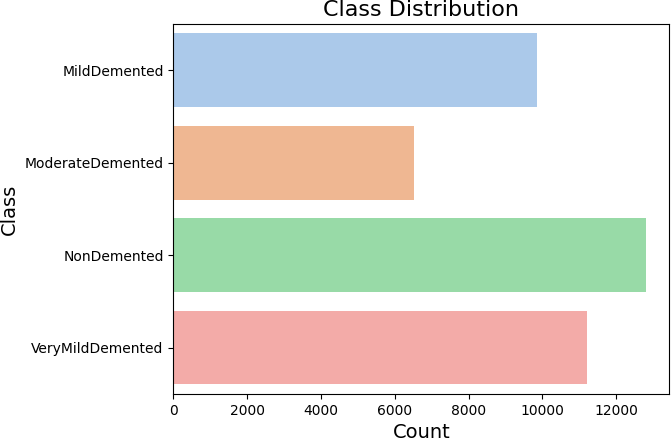 Class Distribution
MildDemented
ModerateDemented
Class
NonDemented
VeryMildDemented
0 2000 4000 6000 8000 10000 12000
Count